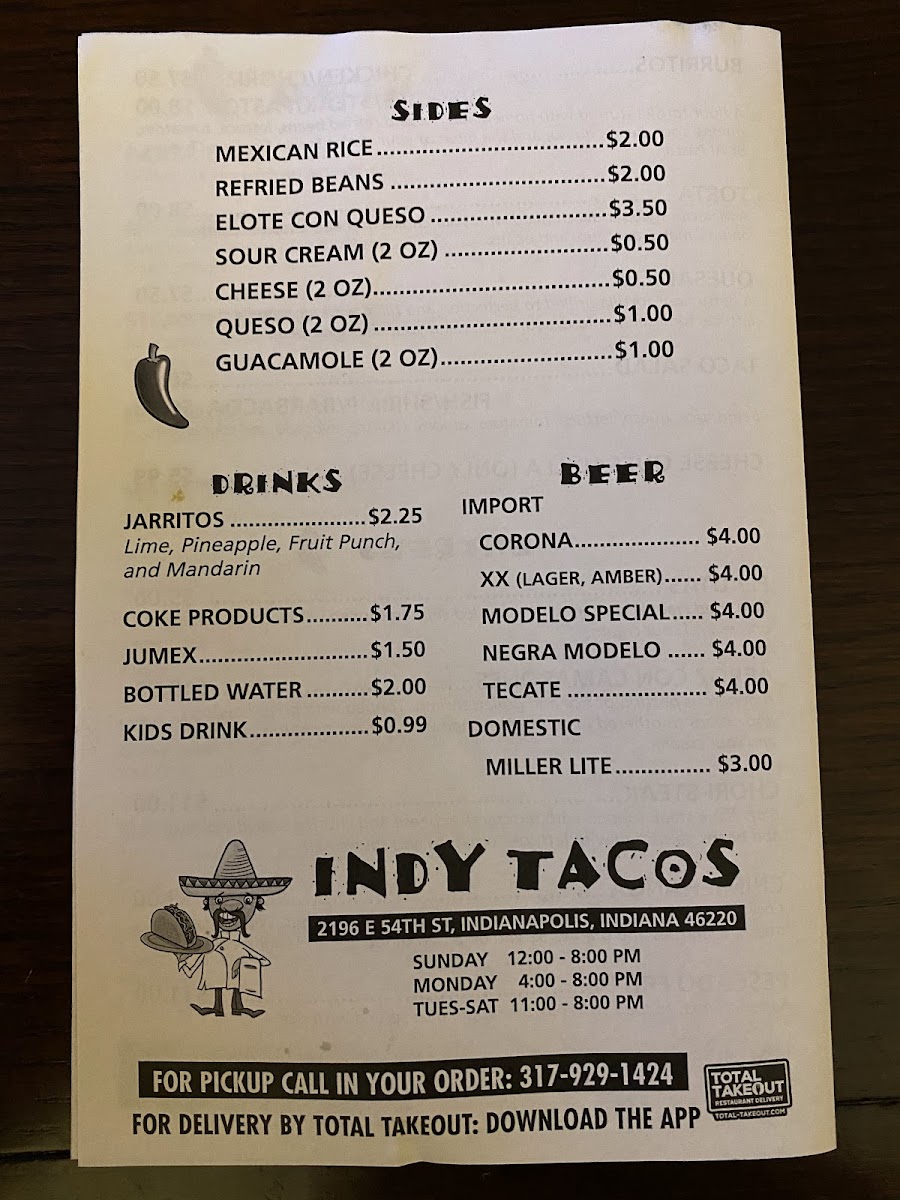 SIDES
MEXICAN RICE................................$2.00
REFRIED BEANS ..............................$2.00
ELOTE CON QUESO .........................$3.50
SOUR CREAM (2 OZ) .......................$0.50
CHEESE (2 OZ)..................................$0.50
QUESO (2 OZ) ..................................$1.00
GUACAMOLE (2 OZ)........................$1.00
DRINKS
JARRITOS ......................$2.25
Lime, Pineapple, Fruit Punch,
and Mandarin
COKE PRODUCTS..........$1.75
JUMEX...........................$1.50
BOTTLED WATER ..........$2.00
KIDS DRINK...................$0.99
BEER
IMPORT
CORONA.................... $4.00
XX (LAGER, AMBER)...... $4.00
MODELO SPECIAL..... $4.00
NEGRA MODELO ...... $4.00
TECATE ...................... $4.00
DOMESTIC
MILLER LITE............... $3.00
INDY TACOS
2196 E 54TH ST, INDIANAPOLIS, INDIANA 46220
SUNDAY 12:00 - 8:00 PM
MONDAY 4:00 - 8:00 PM
TUES-SAT 11:00 - 8:00 PM
FOR PICKUP CALL IN YOUR ORDER: 317-929-1424
FOR DELIVERY BY TOTAL TAKEOUT: DOWNLOAD THE APP
TOTAL
TAKEOUT
RESTAURANT DELIVERY
TOTAL-TAKEOUT.COM